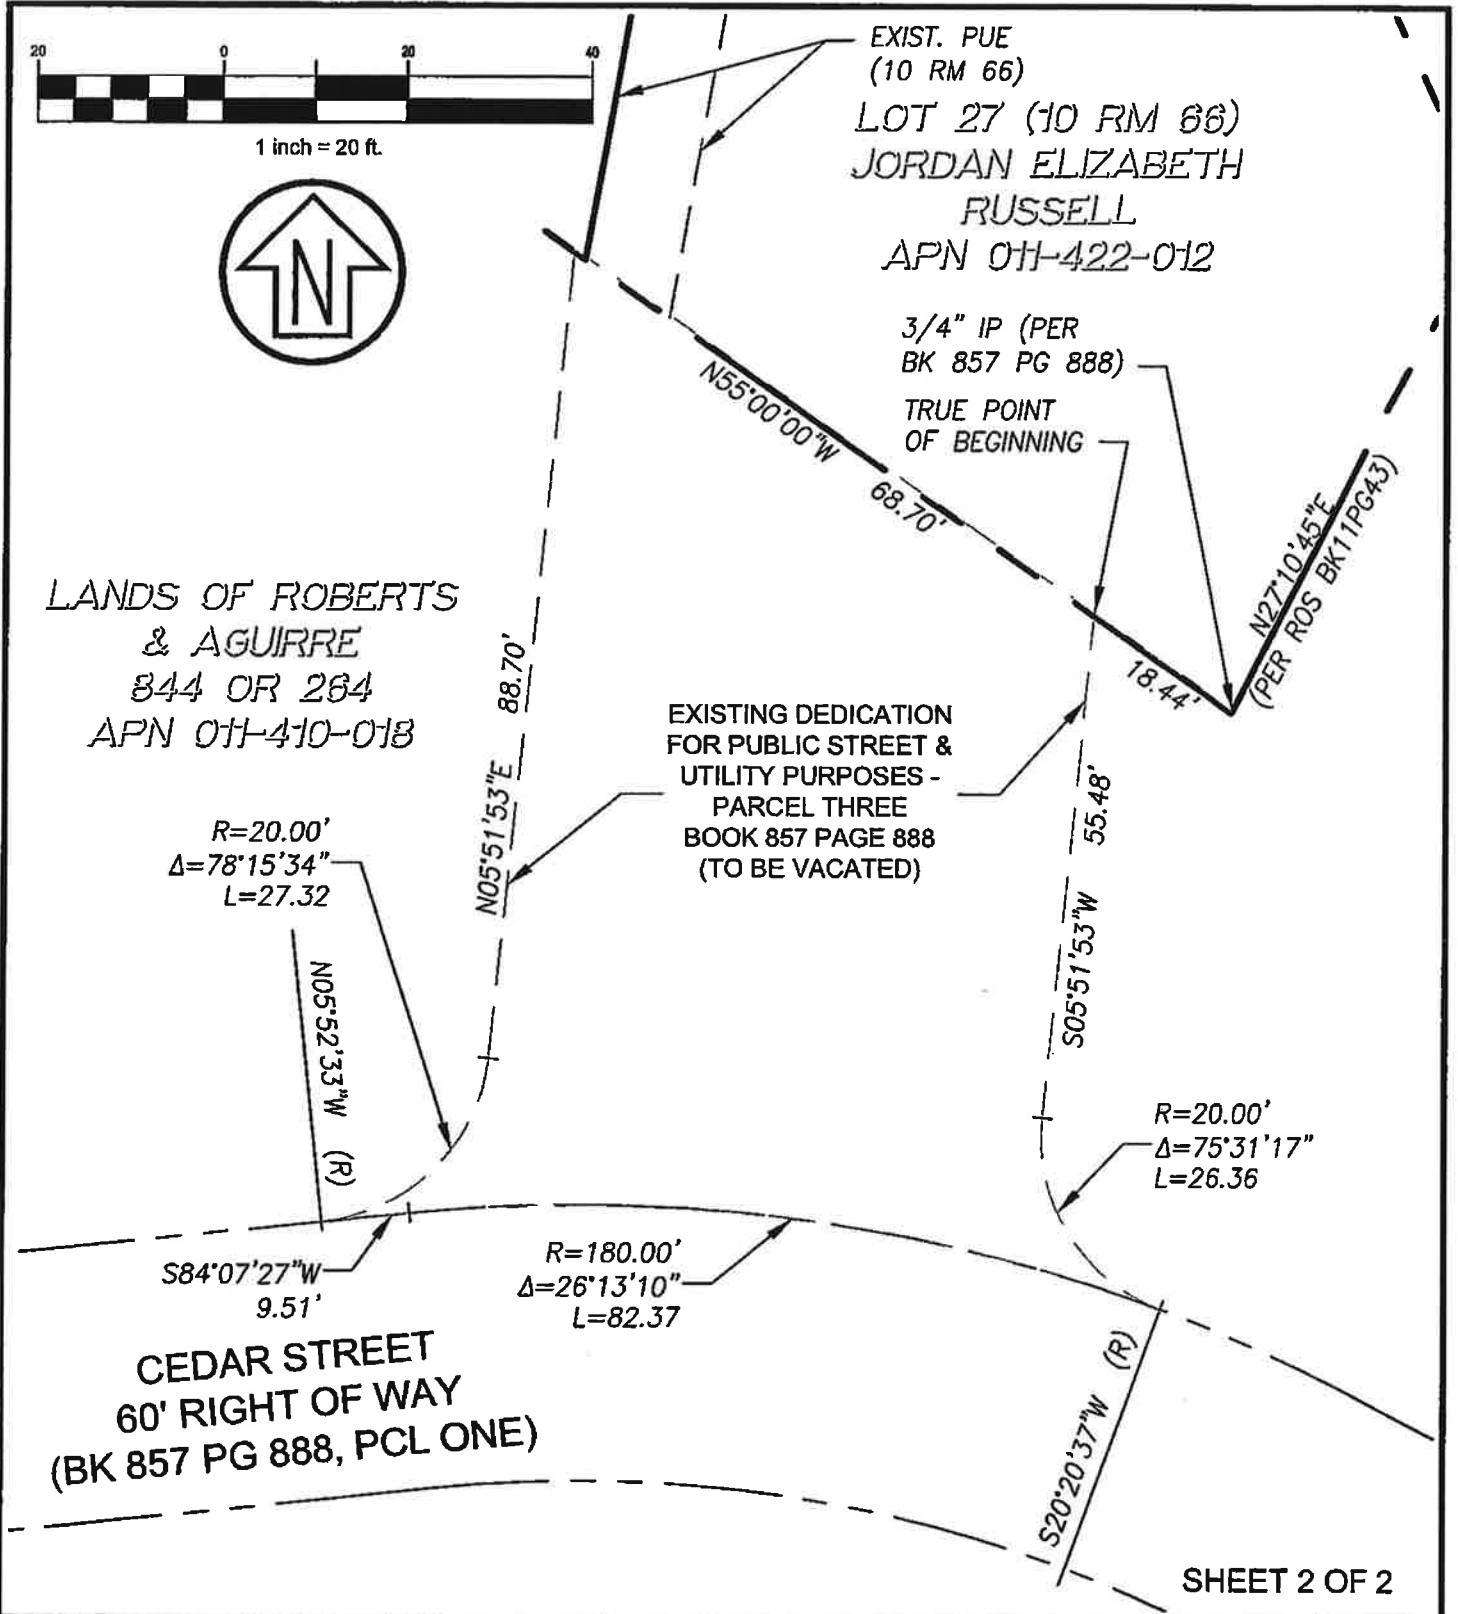 20 0 20 40
1 inch = 20 ft.
N
EXIST. PUE
(10 RM 66)
LOT 27 (10 RM 66)
JORDAN ELIZABETH
RUSSELL
APN 011-422-012
3/4" IP (PER
BK 857 PG 888)
TRUE POINT
OF BEGINNING
N55°00'00"W
68.70'
18.44'
N27°10'45"E
(PER ROS BK11PG43)
LANDS OF ROBERTS
& AGUIRRE
844 OR 264
APN 011-410-018
N05°51'53"E 88.70'
EXISTING DEDICATION
FOR PUBLIC STREET &
UTILITY PURPOSES -
PARCEL THREE
BOOK 857 PAGE 888
(TO BE VACATED)
S05°51'53"W 55.48'
R=20.00'
Δ=78°15'34"
L=27.32
N05°52'33"W (R)
R=20.00'
Δ=75°31'17"
L=26.36
S84°07'27"W
9.51'
R=180.00'
Δ=26°13'10"
L=82.37
CEDAR STREET
60' RIGHT OF WAY
(BK 857 PG 888, PCL ONE)
S20°20'37"W (R)
SHEET 2 OF 2